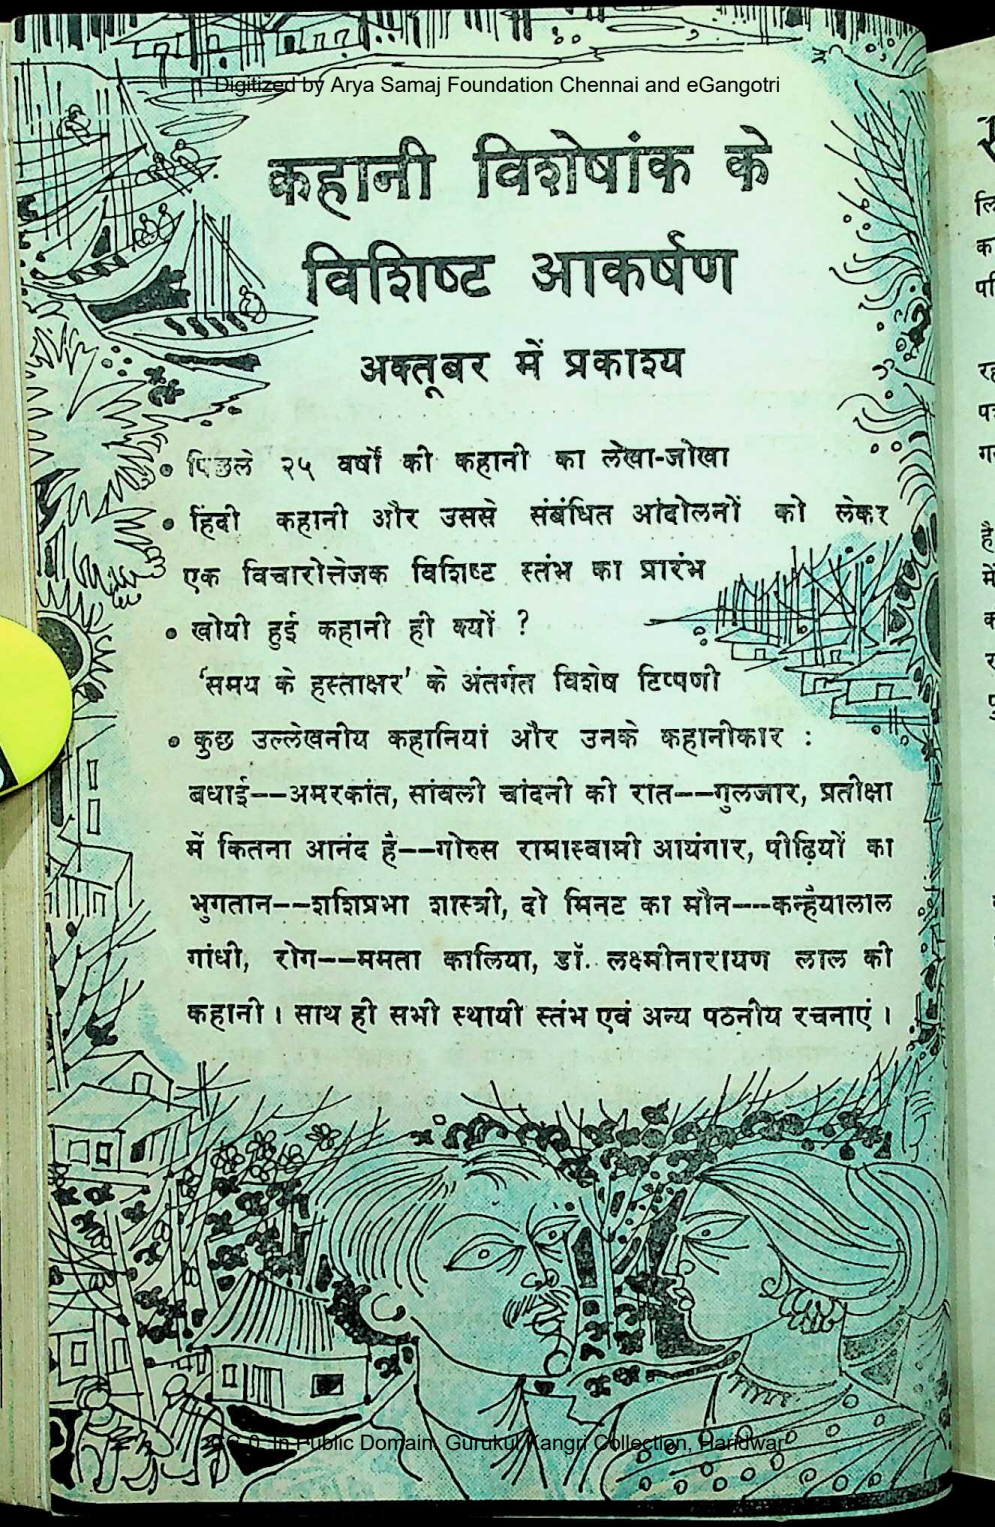 Digitized by Arya Samaj Foundation Chennai and eGangotri
कहानी विशेषांक के
विशिष्ट आकर्षण
अक्तूबर में प्रकाश्य
• पिछले २५ वर्षों की कहानी का लेखा-जोखा
• हिंदी कहानी और उससे संबंधित आंदोलनों को लेकर
एक विचारोत्तेजक विशिष्ट स्तंभ का प्रारंभ
• खोयी हुई कहानी ही क्यों ?
‘समय के हस्ताक्षर’ के अंतर्गत विशेष टिप्पणी
• कुछ उल्लेखनीय कहानियां और उनके कहानीकार :
बधाई--अमरकांत, सांवली चांदनी की रात--गुलजार, प्रतीक्षा
में कितना आनंद है--गोरुस रामास्वामी आयंगार, पीढ़ियों का
भुगतान--शशिप्रभा शास्त्री, दो मिनट का मौन--कन्हैयालाल
गांधी, रोग--ममता कालिया, डॉ. लक्ष्मीनारायण लाल की
कहानी । साथ ही सभी स्थायी स्तंभ एवं अन्य पठनीय रचनाएं ।
CC-0. In Public Domain. Gurukul Kangri Collection, Haridwar